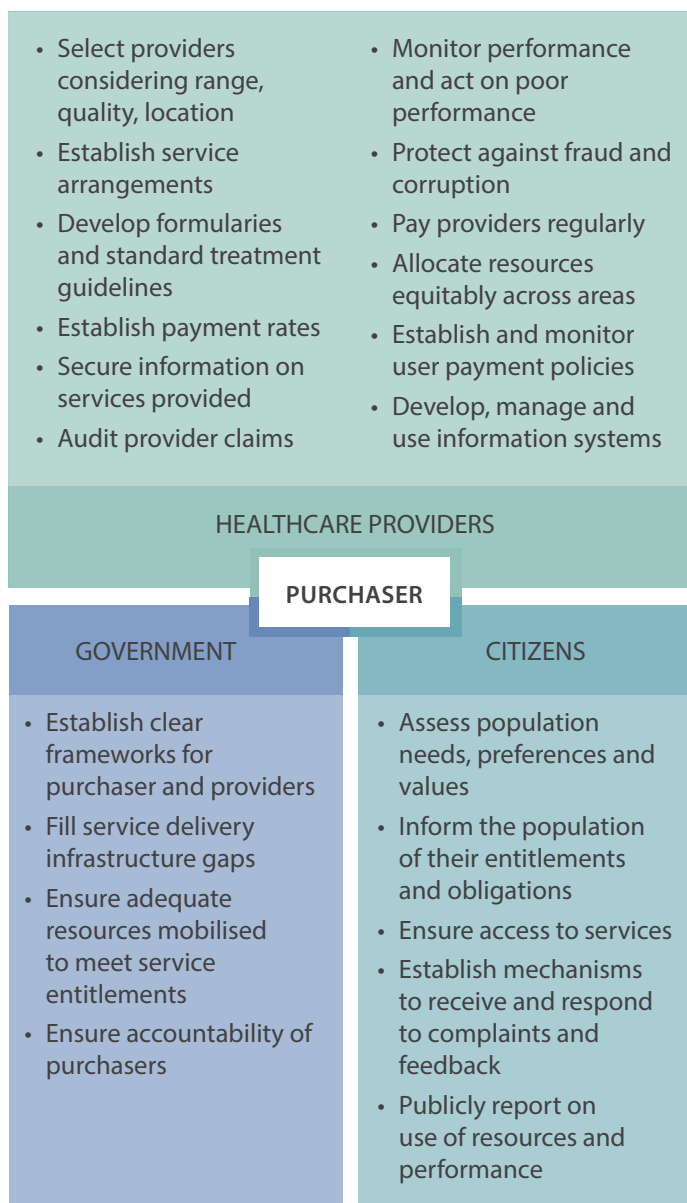 • Select providers
considering range,
quality, location
• Establish service
arrangements
• Develop formularies
and standard treatment
guidelines
• Establish payment rates
• Secure information on
services provided
• Audit provider claims
• Monitor performance
and act on poor
performance
• Protect against fraud and
corruption
• Pay providers regularly
• Allocate resources
equitably across areas
• Establish and monitor
user payment policies
• Develop, manage and
use information systems
HEALTHCARE PROVIDERS
PURCHASER
GOVERNMENT
• Establish clear
frameworks for
purchaser and providers
• Fill service delivery
infrastructure gaps
• Ensure adequate
resources mobilised
to meet service
entitlements
• Ensure accountability of
purchasers
CITIZENS
• Assess population
needs, preferences and
values
• Inform the population
of their entitlements
and obligations
• Ensure access to services
• Establish mechanisms
to receive and respond
to complaints and
feedback
• Publicly report on
use of resources and
performance